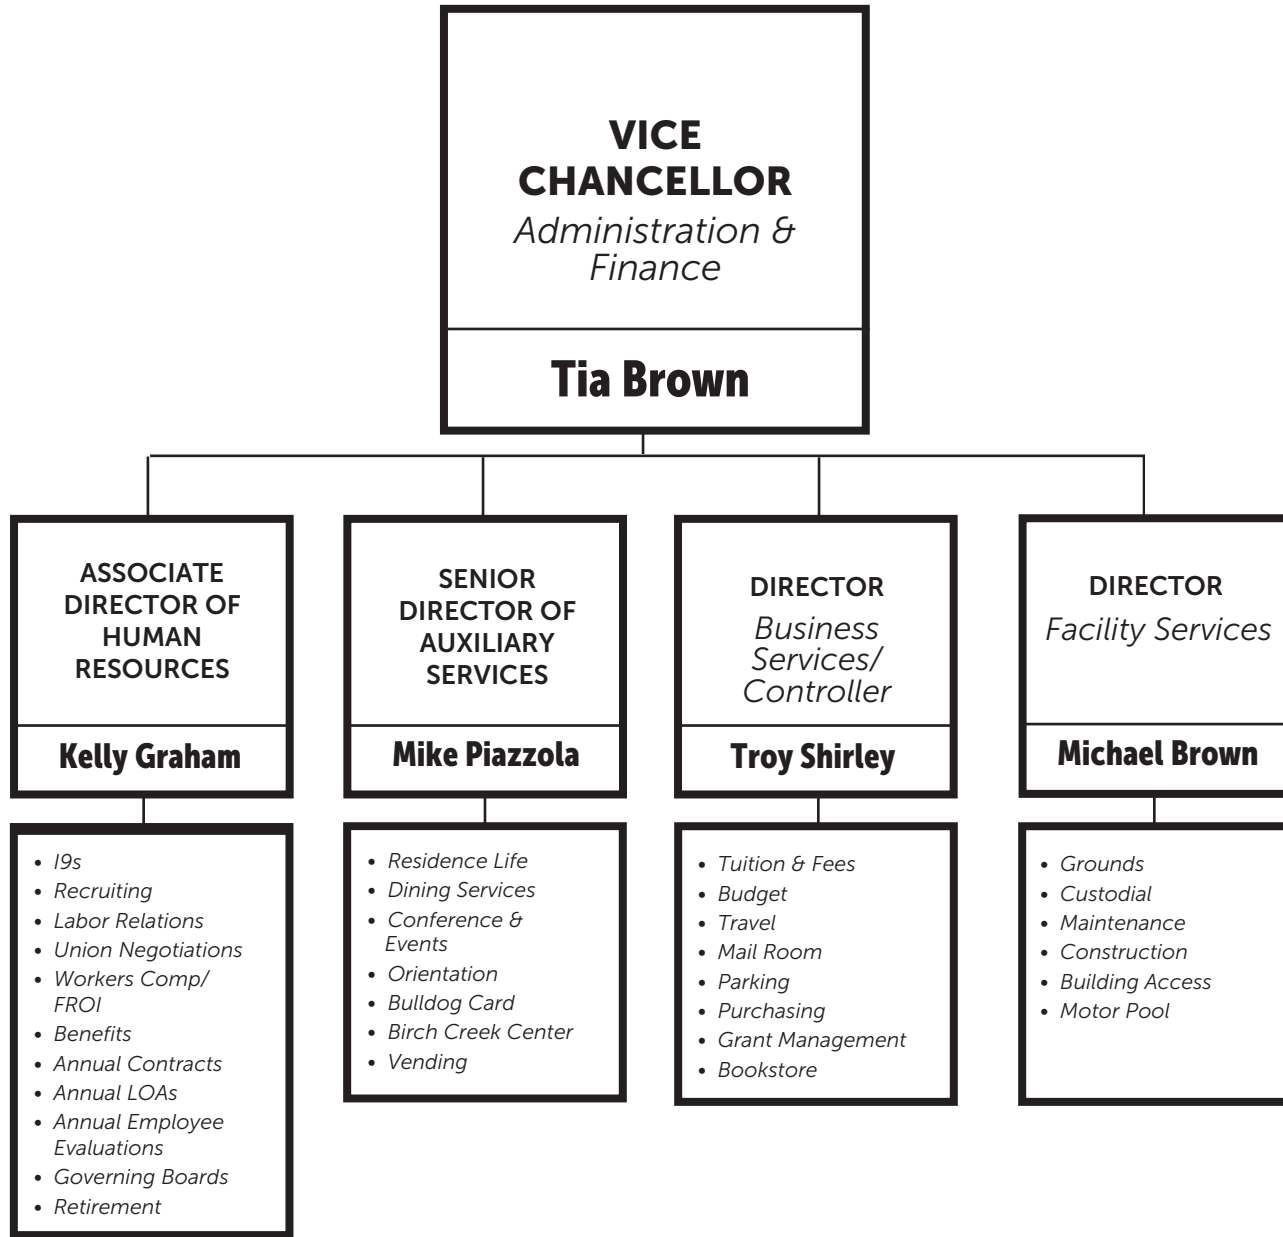 VICE
CHANCELLOR
Administration &
Finance
Tia Brown
ASSOCIATE
DIRECTOR OF
HUMAN
RESOURCES
Kelly Graham
• I9s
• Recruiting
• Labor Relations
• Union Negotiations
• Workers Comp/
FROI
• Benefits
• Annual Contracts
• Annual LOAs
• Annual Employee
Evaluations
• Governing Boards
• Retirement
SENIOR
DIRECTOR OF
AUXILIARY
SERVICES
Mike Piazzola
• Residence Life
• Dining Services
• Conference &
Events
• Orientation
• Bulldog Card
• Birch Creek Center
• Vending
DIRECTOR
Business
Services/
Controller
Troy Shirley
• Tuition & Fees
• Budget
• Travel
• Mail Room
• Parking
• Purchasing
• Grant Management
• Bookstore
DIRECTOR
Facility Services
Michael Brown
• Grounds
• Custodial
• Maintenance
• Construction
• Building Access
• Motor Pool